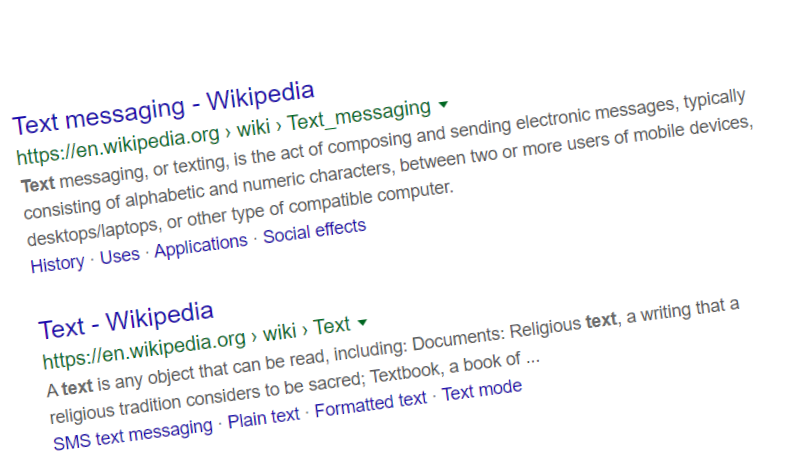 Text messaging - Wikipedia
https://en.wikipedia.org › wiki › Text_messaging
Text messaging, or texting, is the act of composing and sending electronic messages, typically
consisting of alphabetic and numeric characters, between two or more users of mobile devices,
desktops/laptops, or other type of compatible computer.
History · Uses · Applications · Social effects
Text - Wikipedia
https://en.wikipedia.org › wiki › Text
A text is any object that can be read, including: Documents: Religious text, a writing that a
religious tradition considers to be sacred; Textbook, a book of ...
SMS text messaging · Plain text · Formatted text · Text mode